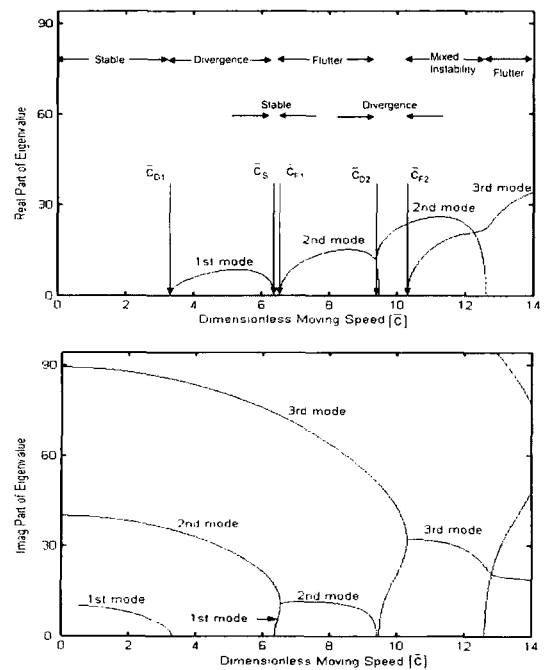 90
60
30
0
Real Part of Eigenvalue
Stable
Divergence
Flutter
Mixed
Instability
Flutter
Stable
Divergence
C̄D1
C̄S
C̄F1
C̄D2
C̄F2
3rd mode
2nd mode
2nd mode
1st mode
0 2 4 6 8 10 12 14
Dimensionless Moving Speed [c̄]
90
60
30
0
Imag Part of Eigenvalue
3rd mode
2nd mode
3rd mode
1st mode
2nd mode
1st mode
0 2 4 6 8 10 12 14
Dimensionless Moving Speed [c̄]